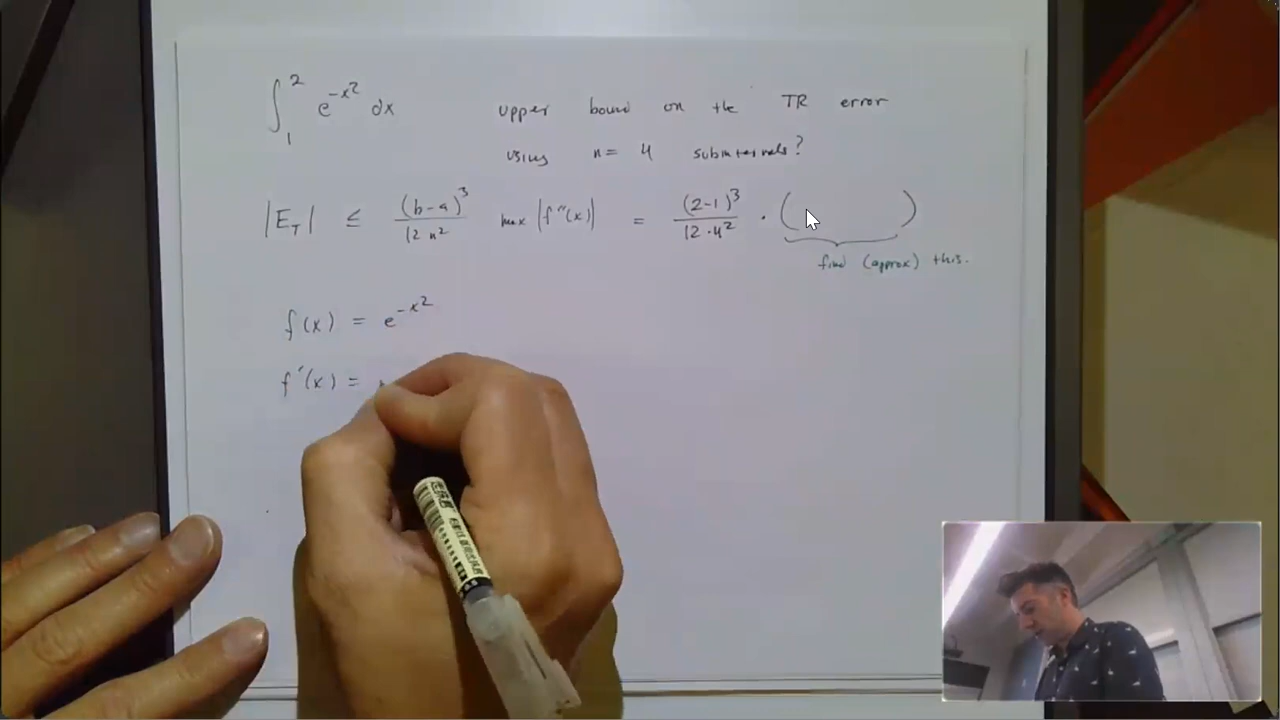 ∫₁² e^{-x²} dx upper bound on the TR error
using n = 4 subintervals?
|E_T| ≤ (b-a)³/(12 n²) max |f''(x)| = (2-1)³/(12·4²) · ( )
find (approx) this.
f(x) = e^{-x²}
f'(x) =